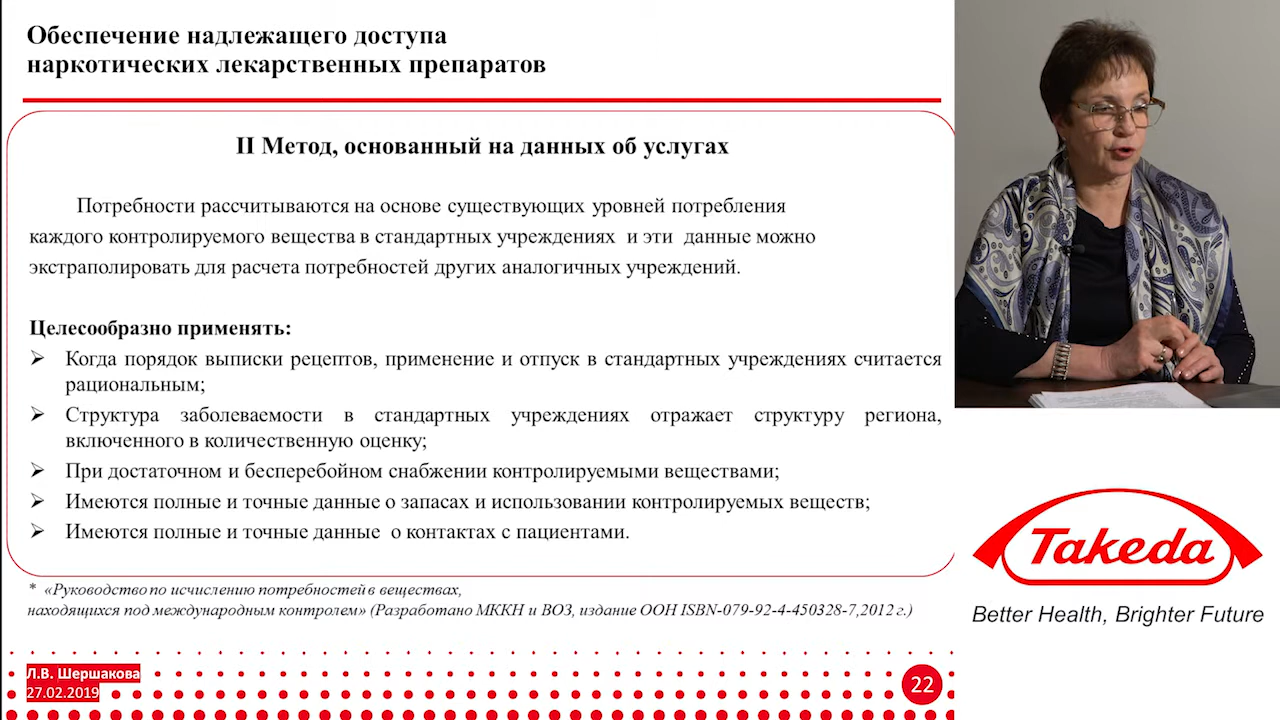 Обеспечение надлежащего доступа
наркотических лекарственных препаратов
II Метод, основанный на данных об услугах
Потребности рассчитываются на основе существующих уровней потребления
каждого контролируемого вещества в стандартных учреждениях и эти данные можно
экстраполировать для расчета потребностей других аналогичных учреждений.
Целесообразно применять:
➢ Когда порядок выписки рецептов, применение и отпуск в стандартных учреждениях считается
рациональным;
➢ Структура заболеваемости в стандартных учреждениях отражает структуру региона,
включенного в количественную оценку;
➢ При достаточном и бесперебойном снабжении контролируемыми веществами;
➢ Имеются полные и точные данные о запасах и использовании контролируемых веществ;
➢ Имеются полные и точные данные о контактах с пациентами.
* «Руководство по исчислению потребностей в веществах,
находящихся под международным контролем» (Разработано МККН и ВОЗ, издание ООН ISBN-079-92-4-450328-7,2012 г.)
Л.В. Шершакова
27.02.2019
22
Takeda
Better Health, Brighter Future